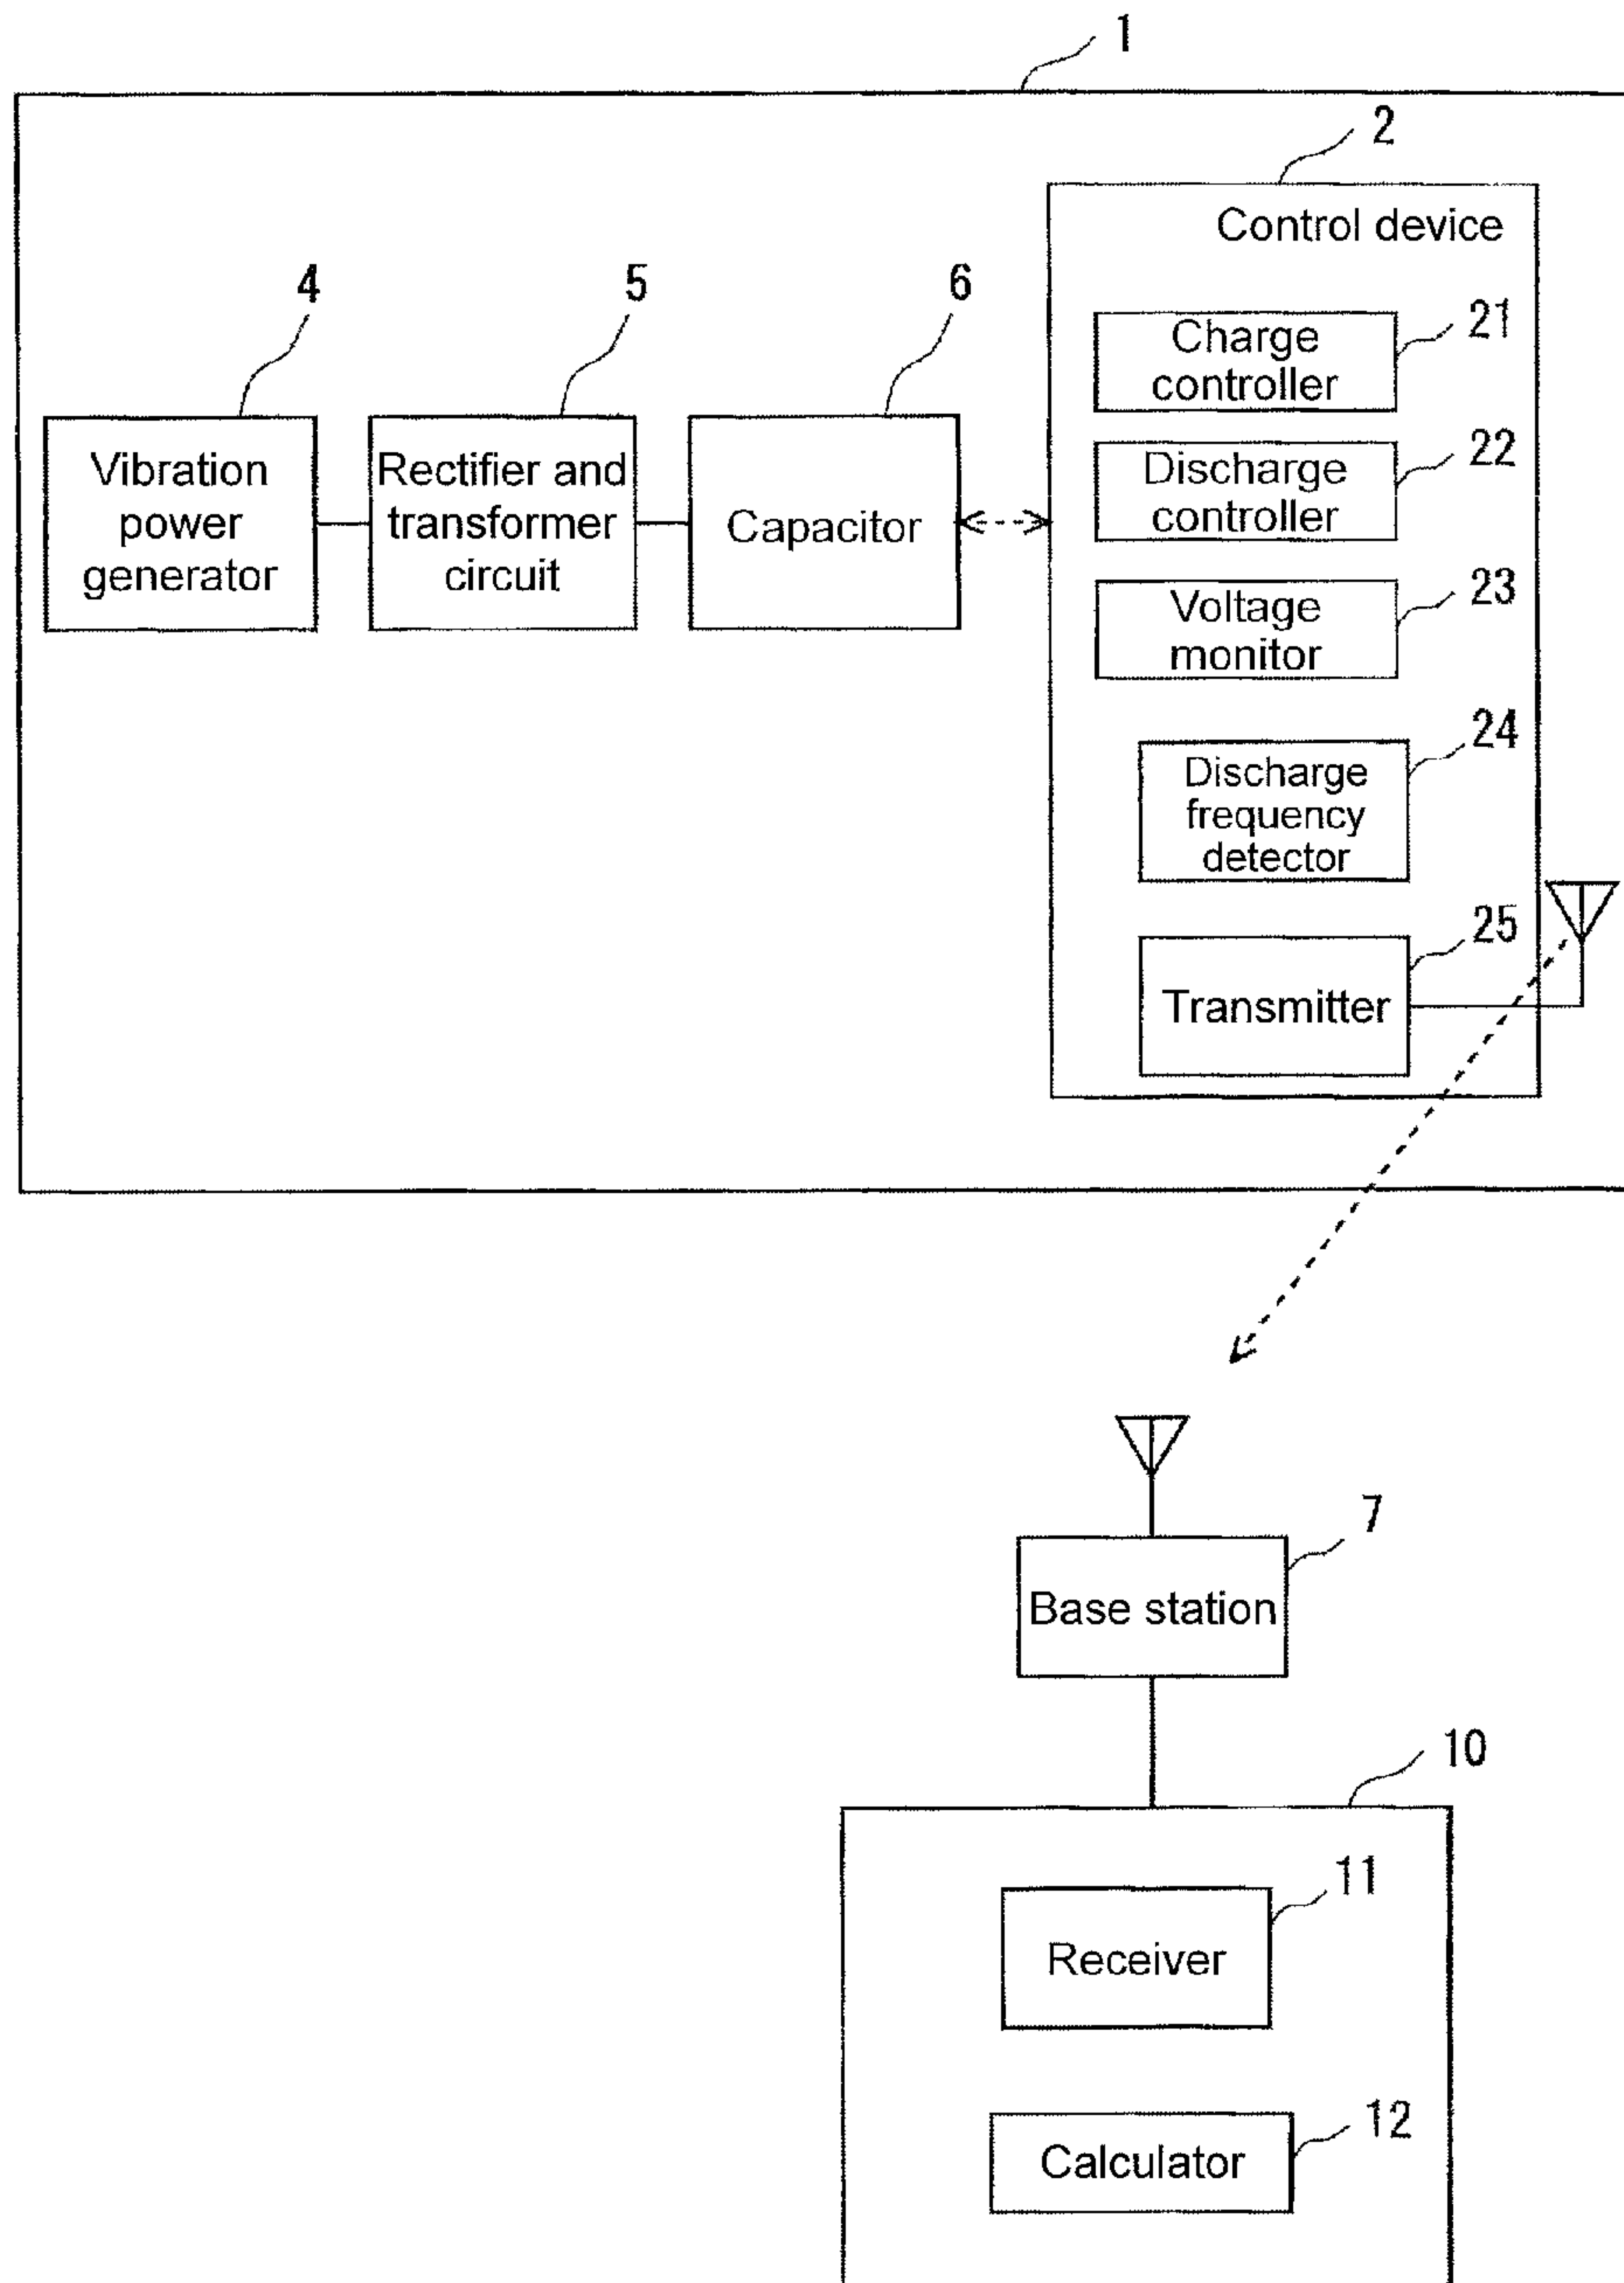 1
2
Control device
4
5
6
21
Charge
controller
22
Discharge
controller
Vibration
power
generator
Rectifier and
transformer
circuit
Capacitor
23
Voltage
monitor
24
Discharge
frequency
detector
25
Transmitter
7
Base station
10
11
Receiver
12
Calculator